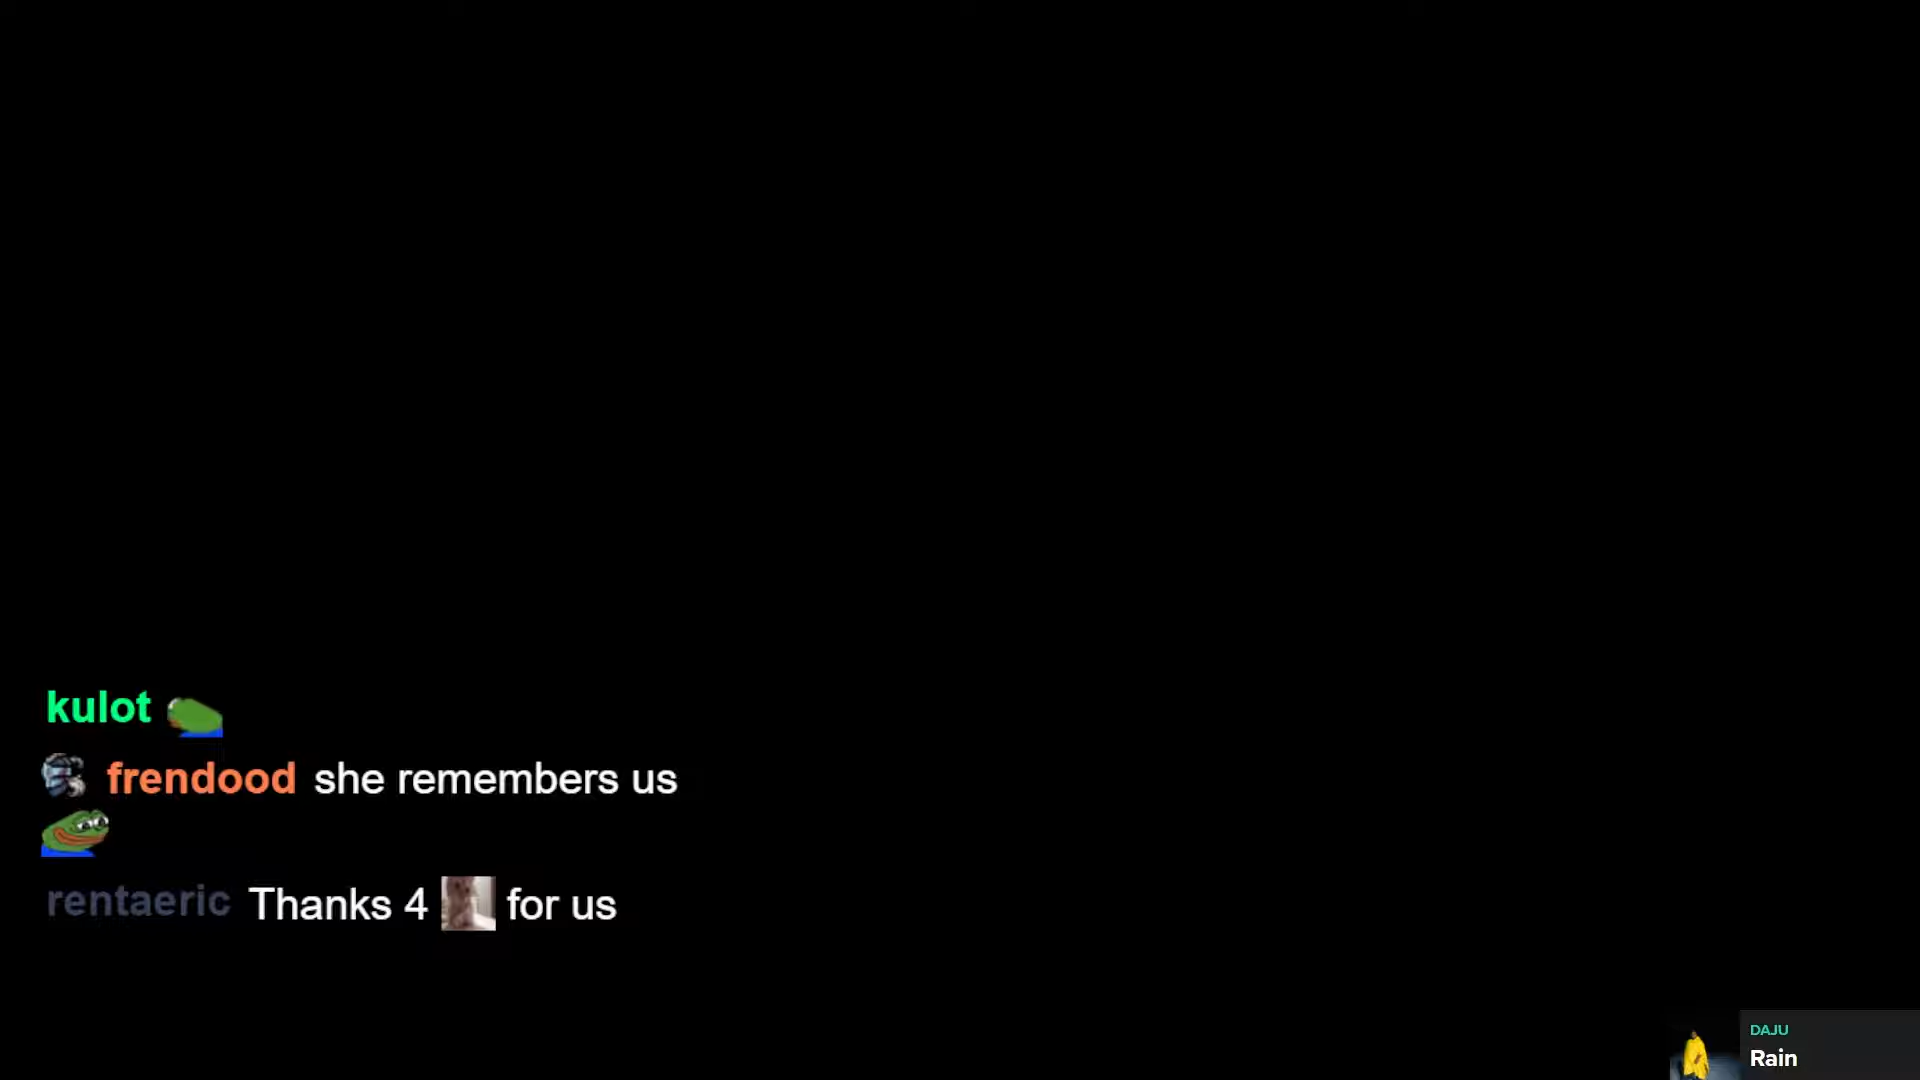 kulot
frendood she remembers us
rentaeric Thanks 4 for us
DAJU
Rain